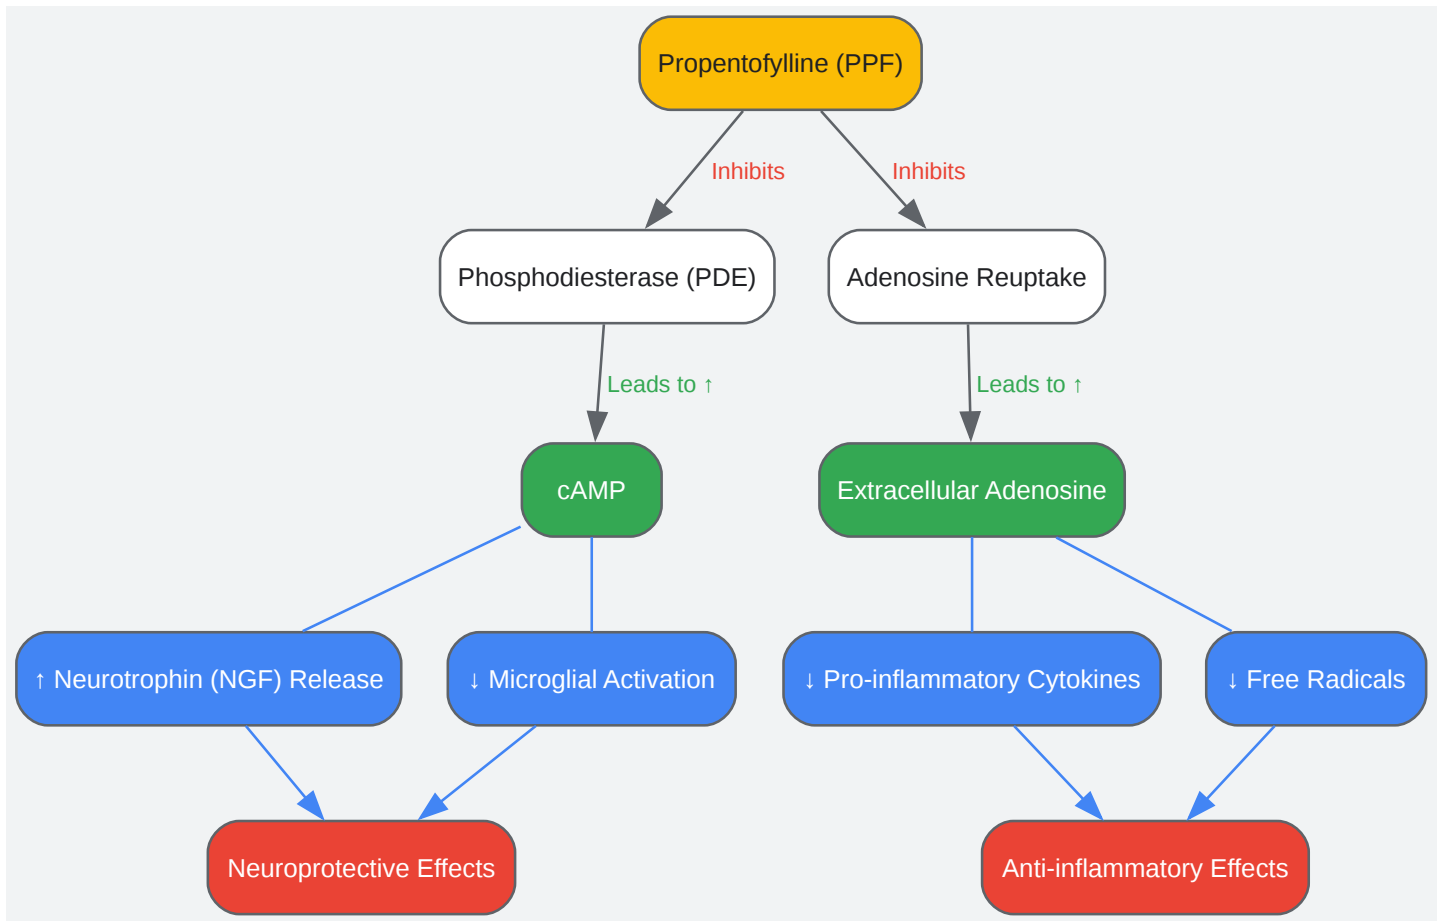 Propentofylline (PPF)
Inhibits
Inhibits
Phosphodiesterase (PDE)
Adenosine Reuptake
Leads to ↑
Leads to ↑
cAMP
Extracellular Adenosine
↑ Neurotrophin (NGF) Release
↓ Microglial Activation
↓ Pro-inflammatory Cytokines
↓ Free Radicals
Neuroprotective Effects
Anti-inflammatory Effects